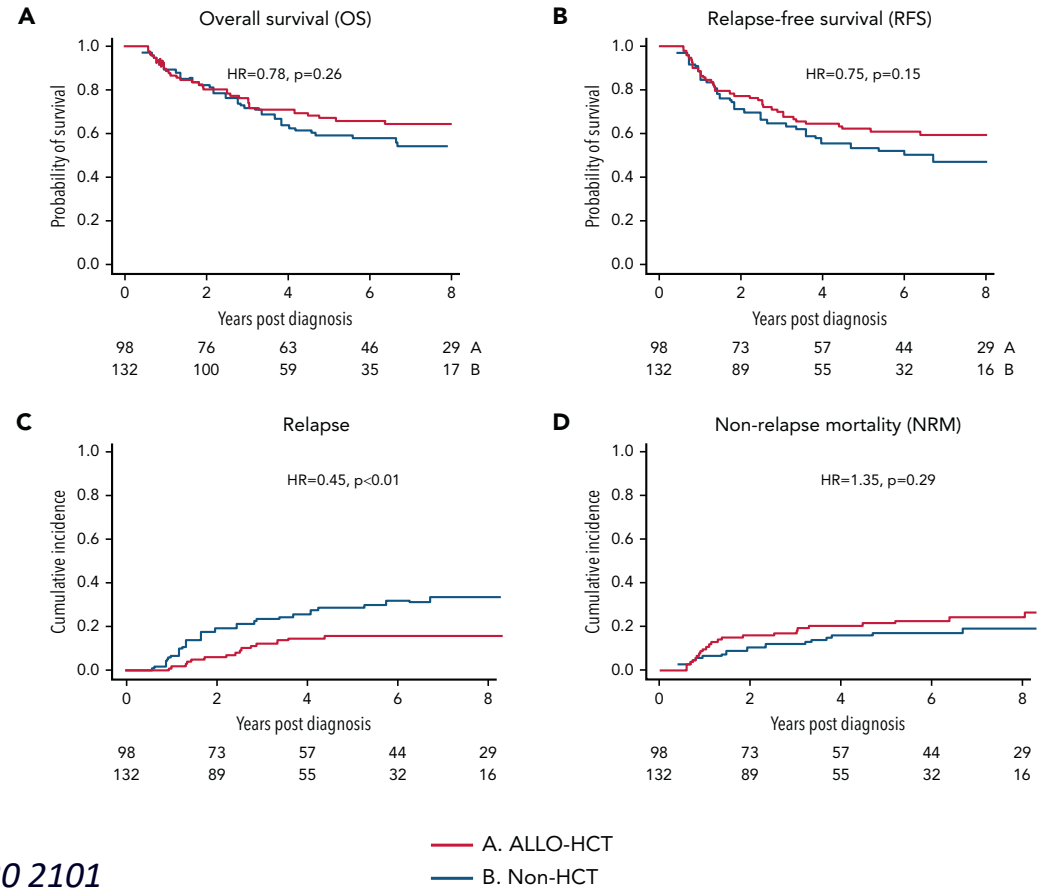 A Overall survival (OS)
Probability of survival
1.0
0.8
0.6
0.4
0.2
0.0
HR=0.78, p=0.26
0 2 4 6 8
Years post diagnosis
98 76 63 46 29 A
132 100 59 35 17 B
B Relapse-free survival (RFS)
Probability of survival
1.0
0.8
0.6
0.4
0.2
0.0
HR=0.75, p=0.15
0 2 4 6 8
Years post diagnosis
98 73 57 44 29 A
132 89 55 32 16 B
C Relapse
Cumulative incidence
1.0
0.8
0.6
0.4
0.2
0.0
HR=0.45, p<0.01
0 2 4 6 8
Years post diagnosis
98 73 57 44 29
132 89 55 32 16
D Non-relapse mortality (NRM)
Cumulative incidence
1.0
0.8
0.6
0.4
0.2
0.0
HR=1.35, p=0.29
0 2 4 6 8
Years post diagnosis
98 73 57 44 29
132 89 55 32 16
A. ALLO-HCT
B. Non-HCT
0 2101